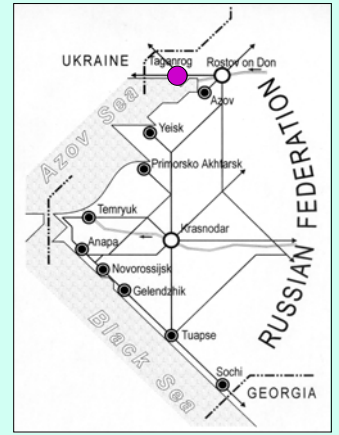 UKRAINE
Taganrog
Rostov on Don
Azov
Azov Sea
Yeisk
Primorsko Akhtarsk
RUSSIAN FEDERATION
Temryuk
Krasnodar
Anapa
Novorossijsk
Gelendzhik
Black Sea
Tuapse
Sochi
GEORGIA